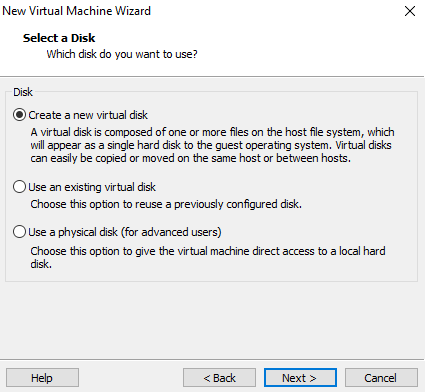 New Virtual Machine Wizard
Select a Disk
Which disk do you want to use?
Disk
Create a new virtual disk
A virtual disk is composed of one or more files on the host file system, which
will appear as a single hard disk to the guest operating system. Virtual disks
can easily be copied or moved on the same host or between hosts.
Use an existing virtual disk
Choose this option to reuse a previously configured disk.
Use a physical disk (for advanced users)
Choose this option to give the virtual machine direct access to a local hard
disk.
Help
< Back
Next >
Cancel